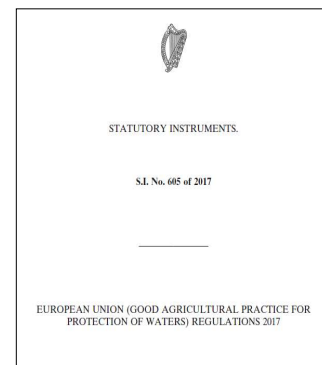 STATUTORY INSTRUMENTS.
S.I. No. 605 of 2017
EUROPEAN UNION (GOOD AGRICULTURAL PRACTICE FOR
PROTECTION OF WATERS) REGULATIONS 2017